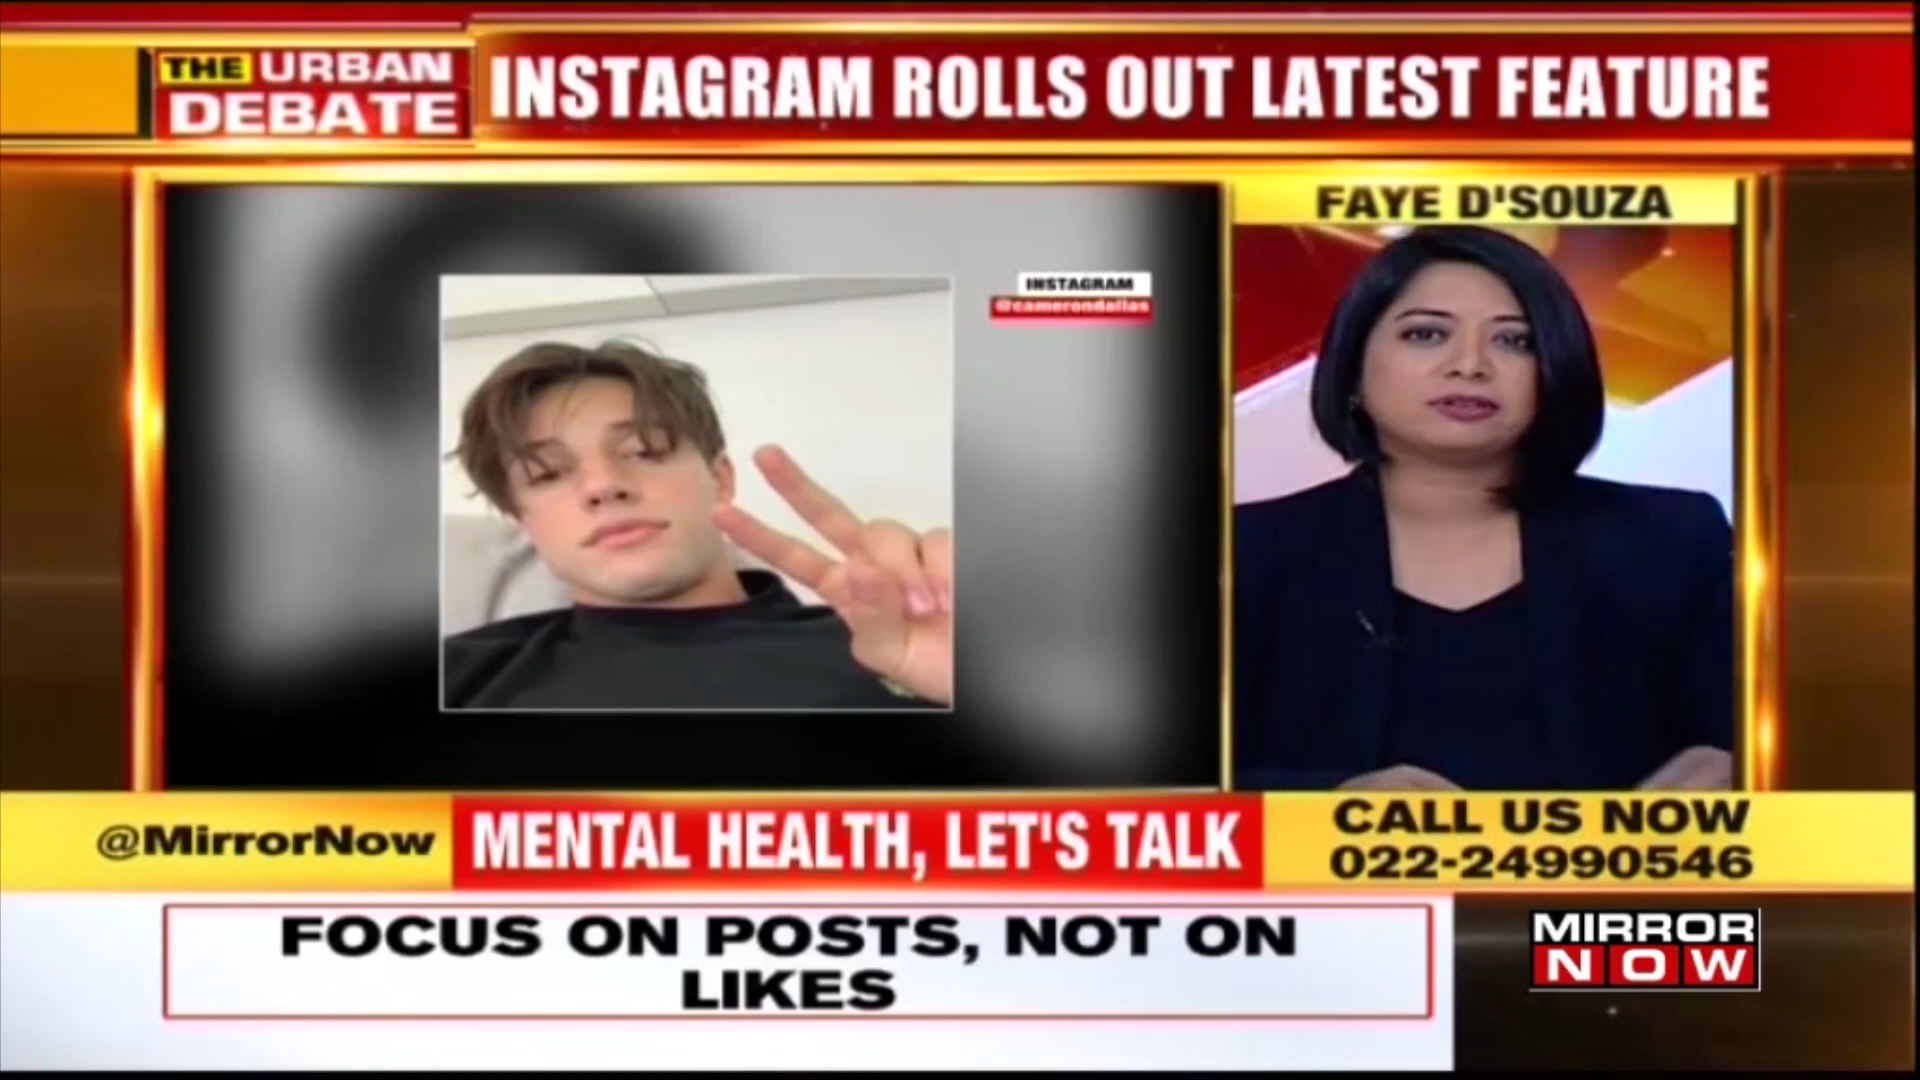 THE URBAN
DEBATE
INSTAGRAM ROLLS OUT LATEST FEATURE
FAYE D'SOUZA
INSTAGRAM
@camerondallas
@MirrorNow
MENTAL HEALTH, LET'S TALK
CALL US NOW
022-24990546
FOCUS ON POSTS, NOT ON
LIKES
MIRROR
NOW